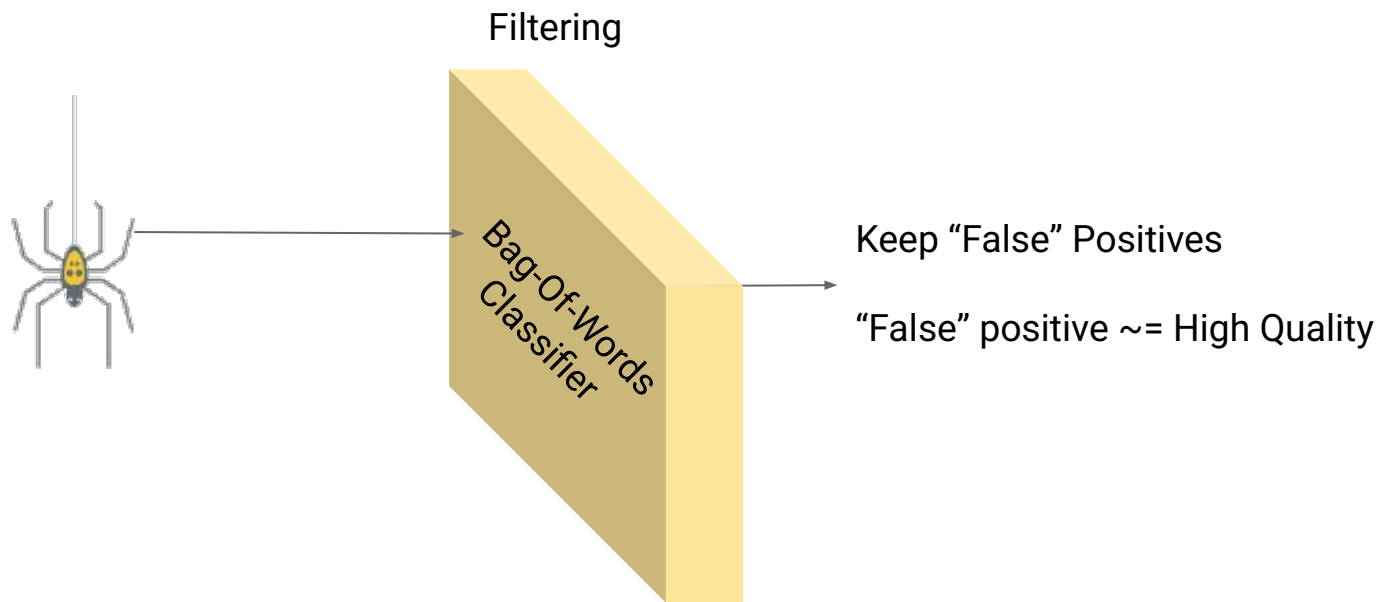 Filtering
Bag-Of-Words
Classifier
Keep “False” Positives
“False” positive ~= High Quality